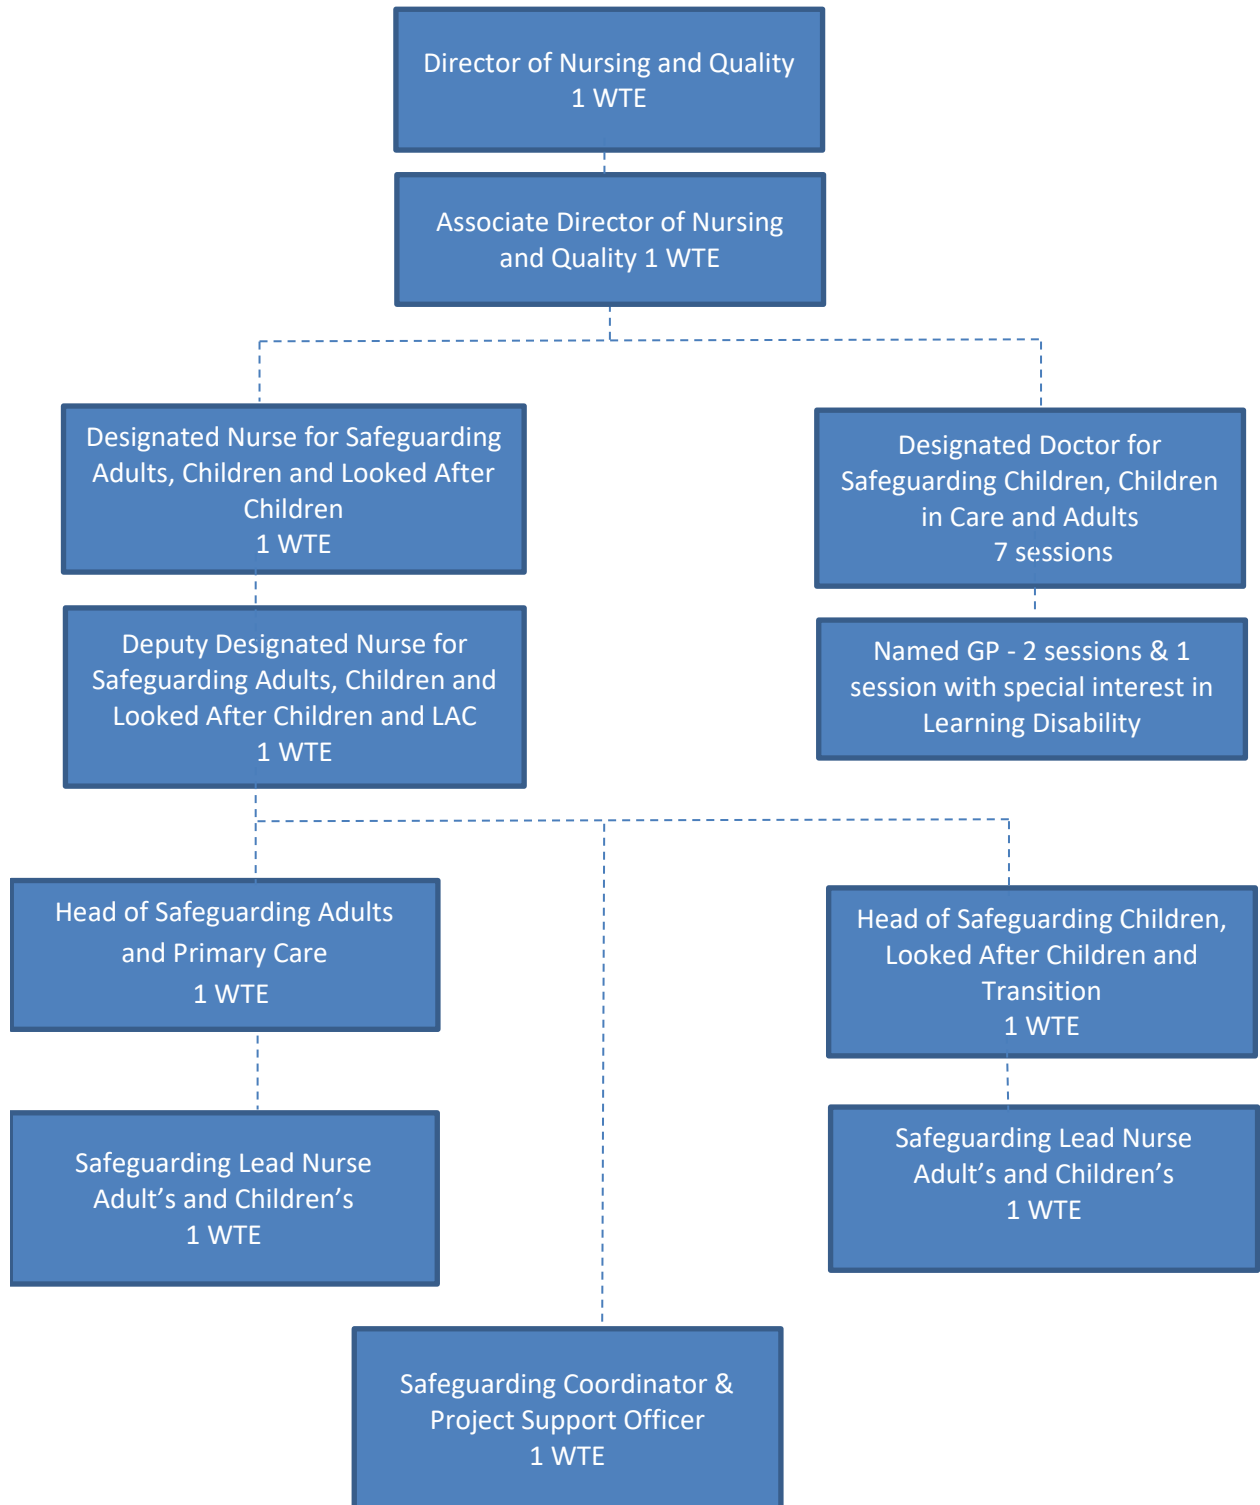 Director of Nursing and Quality
1 WTE
Associate Director of Nursing
and Quality 1 WTE
Designated Nurse for Safeguarding
Adults, Children and Looked After
Children
1 WTE
Designated Doctor for
Safeguarding Children, Children
in Care and Adults
7 sessions
Deputy Designated Nurse for
Safeguarding Adults, Children and
Looked After Children and LAC
1 WTE
Named GP - 2 sessions & 1
session with special interest in
Learning Disability
Head of Safeguarding Adults
and Primary Care
1 WTE
Head of Safeguarding Children,
Looked After Children and
Transition
1 WTE
Safeguarding Lead Nurse
Adult’s and Children’s
1 WTE
Safeguarding Lead Nurse
Adult’s and Children’s
1 WTE
Safeguarding Coordinator &
Project Support Officer
1 WTE